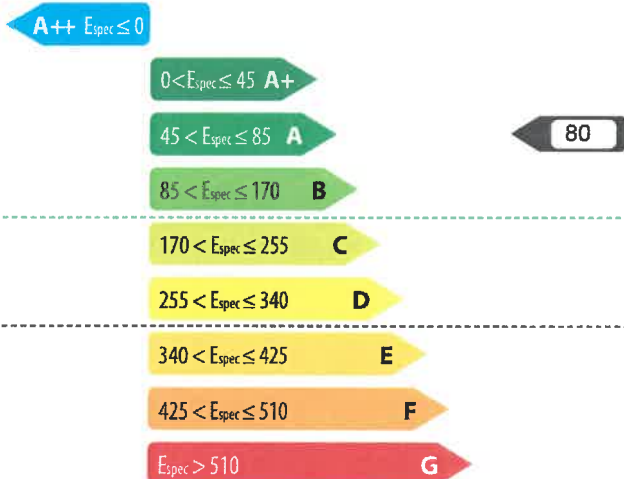 A++ Espec ≤ 0
0 < Espec ≤ 45 A+
45 < Espec ≤ 85 A
80
85 < Espec ≤ 170 B
170 < Espec ≤ 255 C
255 < Espec ≤ 340 D
340 < Espec ≤ 425 E
425 < Espec ≤ 510 F
Espec > 510 G